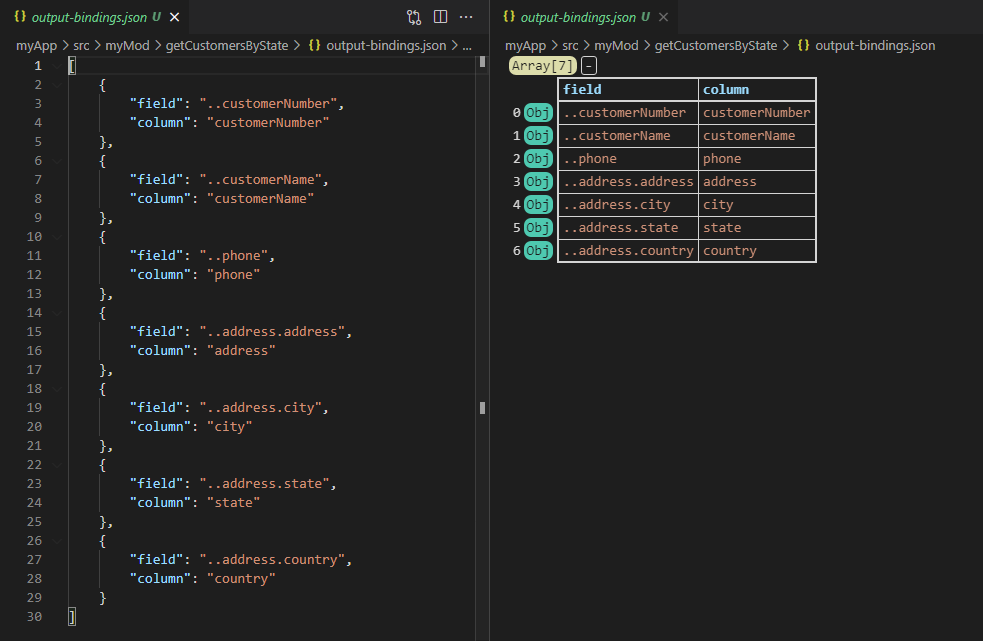 {} output-bindings.json U ×
myApp > src > myMod > getCustomersByState > {} output-bindings.json > ...
1 [
2 {
3 "field": "..customerNumber",
4 "column": "customerNumber"
5 },
6 {
7 "field": "..customerName",
8 "column": "customerName"
9 },
10 {
11 "field": "..phone",
12 "column": "phone"
13 },
14 {
15 "field": "..address.address",
16 "column": "address"
17 },
18 {
19 "field": "..address.city",
20 "column": "city"
21 },
22 {
23 "field": "..address.state",
24 "column": "state"
25 },
26 {
27 "field": "..address.country",
28 "column": "country"
29 }
30 ]
{} output-bindings.json U ×
myApp > src > myMod > getCustomersByState > {} output-bindings.json
Array[7] -
field column
0 Obj ..customerNumber customerNumber
1 Obj ..customerName customerName
2 Obj ..phone phone
3 Obj ..address.address address
4 Obj ..address.city city
5 Obj ..address.state state
6 Obj ..address.country country